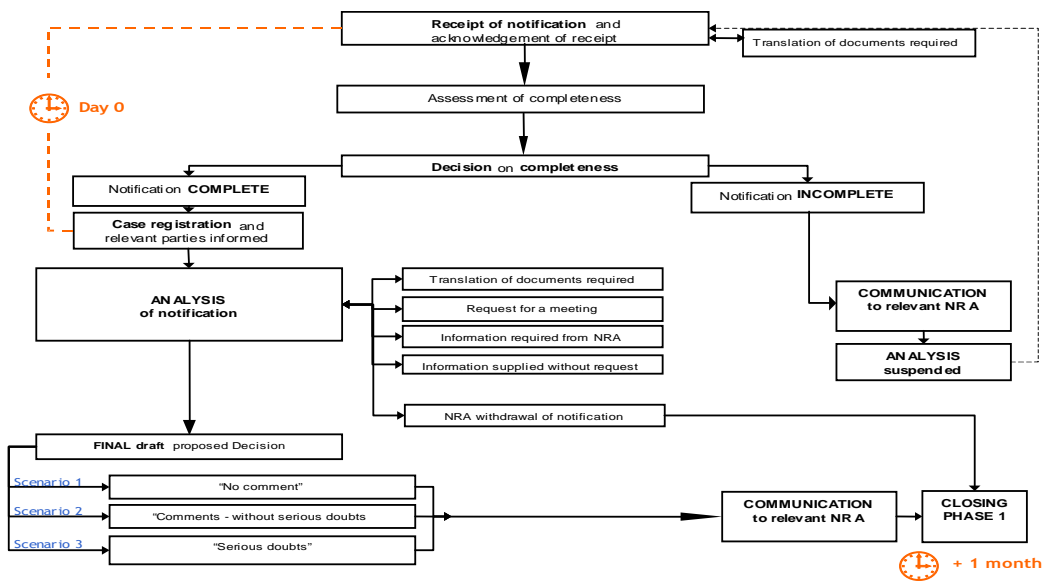 Receipt of notification and
acknowledgement of receipt
Translation of documents required
Day 0
Assessment of completeness
Decision on completeness
Notification COMPLETE
Notification INCOMPLETE
Case registration and
relevant parties informed
ANALYSIS
of notification
Translation of documents required
Request for a meeting
Information required from NRA
Information supplied without request
COMMUNICATION
to relevant NRA
ANALYSIS
suspended
NRA withdrawal of notification
FINAL draft proposed Decision
Scenario 1
"No comment"
Scenario 2
"Comments - without serious doubts
Scenario 3
"Serious doubts"
COMMUNICATION
to relevant NRA
CLOSING
PHASE 1
+ 1 month